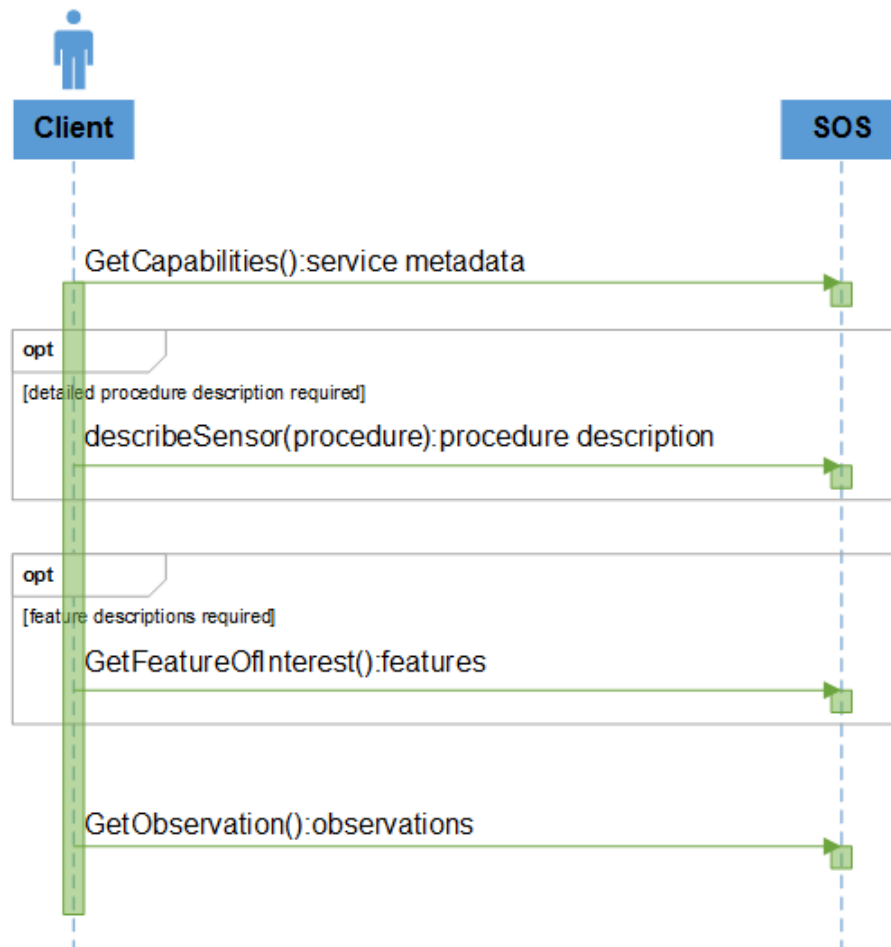 Client
SOS
GetCapabilities():service metadata
opt
[detailed procedure description required]
describeSensor(procedure):procedure description
opt
[feature descriptions required]
GetFeatureOfInterest():features
GetObservation():observations